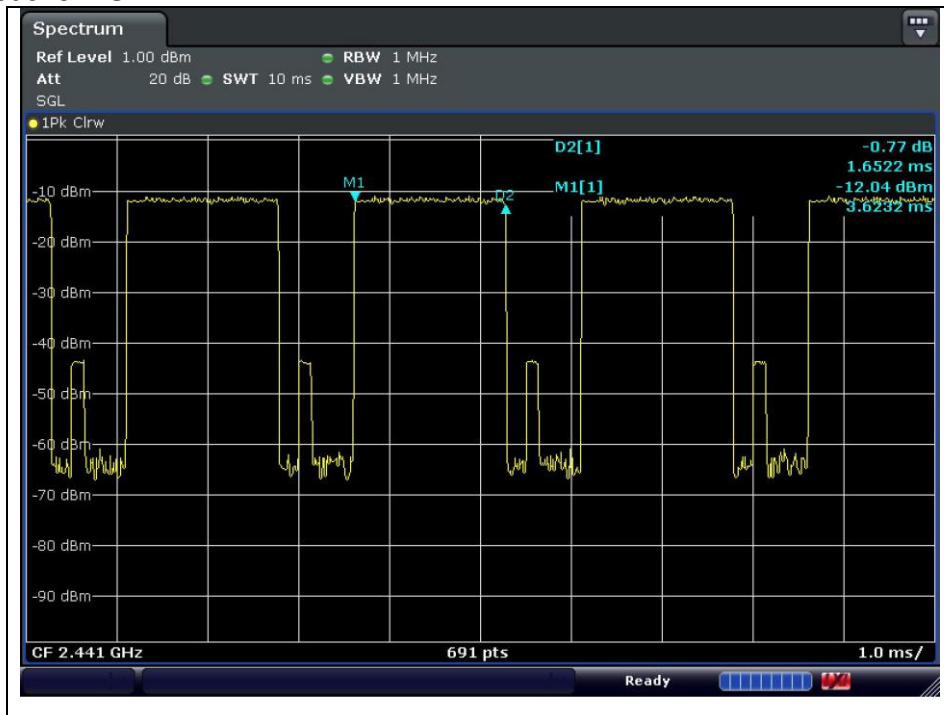 Spectrum
Ref Level 1.00 dBm RBW 1 MHz
Att 20 dB SWT 10 ms VBW 1 MHz
SGL
1Pk Clrw
D2[1] -0.77 dB
1.6522 ms
-10 dBm M1 D2 M1[1] -12.04 dBm
3.6232 ms
-20 dBm
-30 dBm
-40 dBm
-50 dBm
-60 dBm
-70 dBm
-80 dBm
-90 dBm
CF 2.441 GHz 691 pts 1.0 ms/
Ready